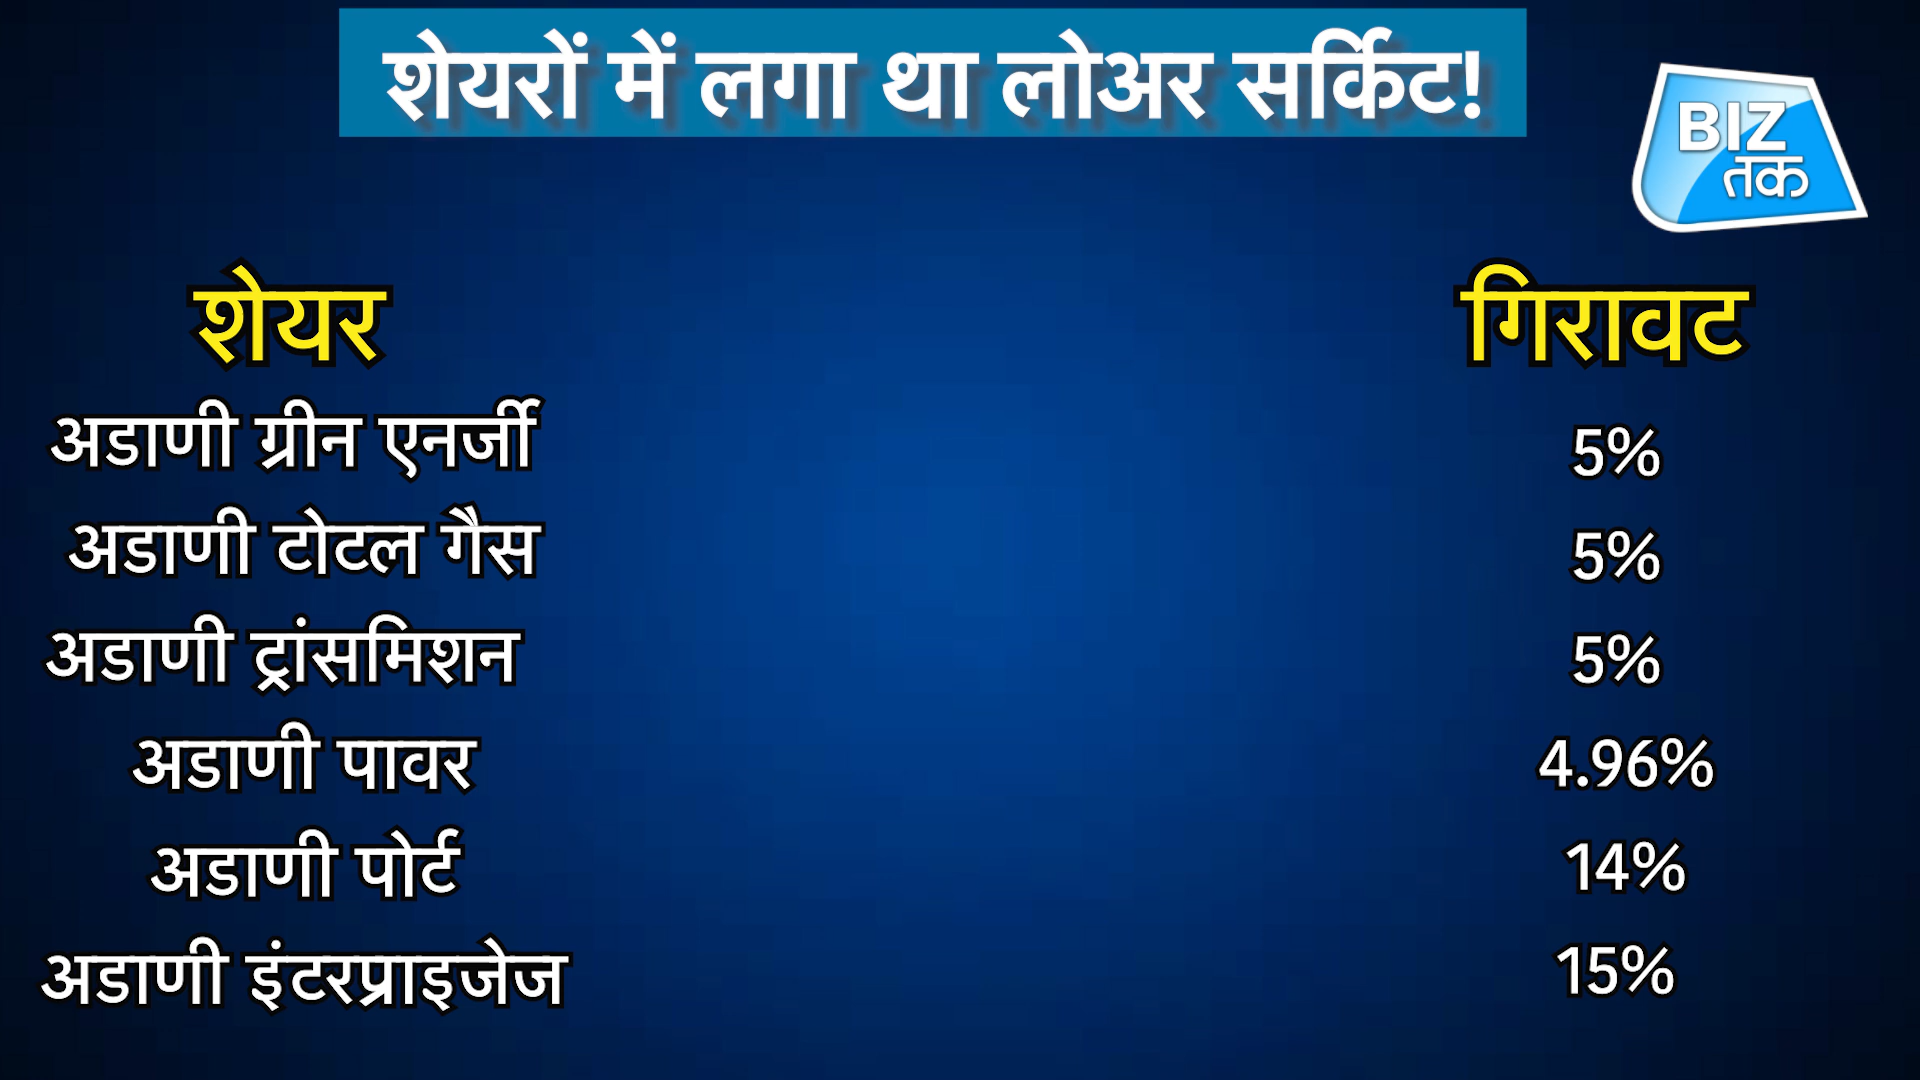 शेयरों में लगा था लोअर सर्किट!
BIZ
तक
शेयर गिरावट
अडाणी ग्रीन एनर्जी 5%
अडाणी टोटल गैस 5%
अडाणी ट्रांसमिशन 5%
अडाणी पावर 4.96%
अडाणी पोर्ट 14%
अडाणी इंटरप्राइजेज 15%